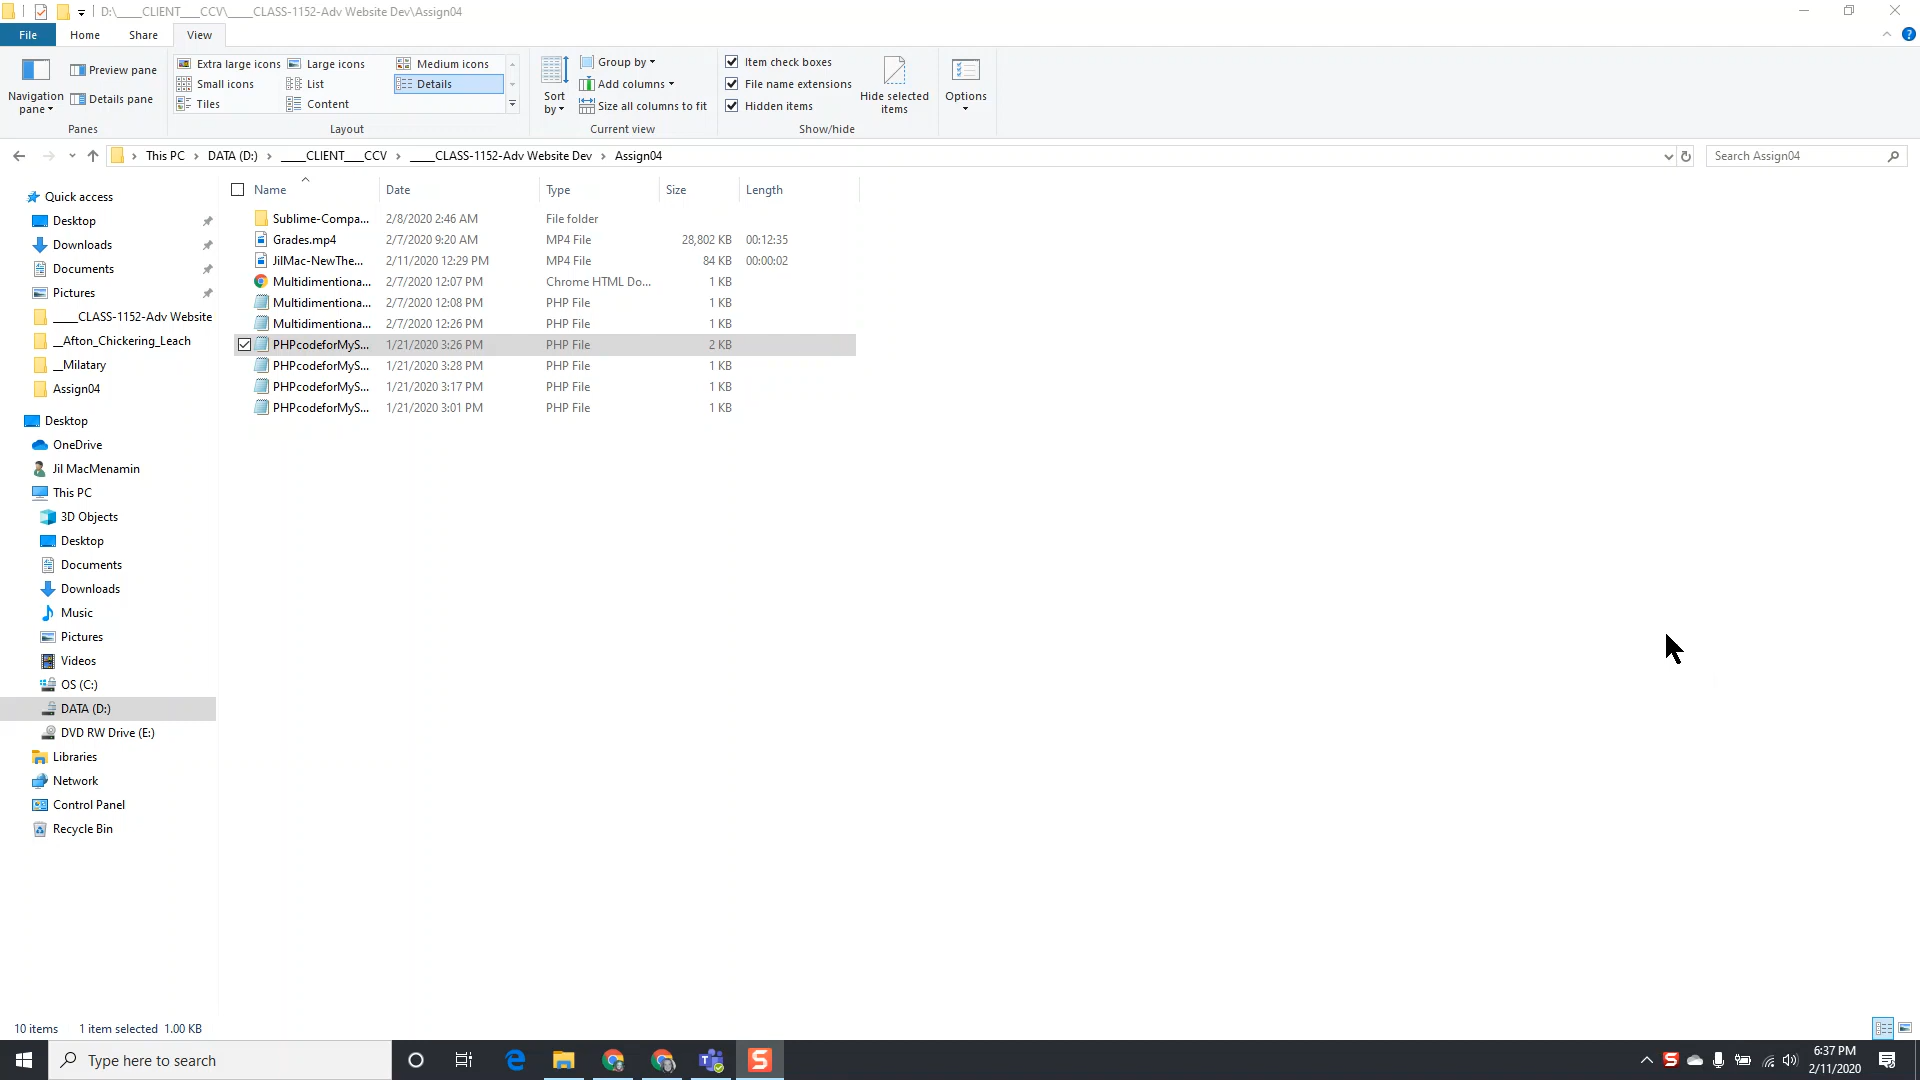 D:\____CLIENT___CCV\____CLASS-1152-Adv Website Dev\Assign04
File Home Share View
Navigation pane
Preview pane
Details pane
Panes
Extra large icons Large icons Medium icons
Small icons List Details
Tiles Content
Layout
Sort by
Group by
Add columns
Size all columns to fit
Current view
Item check boxes
File name extensions
Hidden items
Hide selected items
Show/hide
Options
This PC > DATA (D:) > ____CLIENT___CCV > ____CLASS-1152-Adv Website Dev > Assign04
Search Assign04
Name Date Type Size Length
Sublime-Compa... 2/8/2020 2:46 AM File folder
Grades.mp4 2/7/2020 9:20 AM MP4 File 28,802 KB 00:12:35
JilMac-NewThe... 2/11/2020 12:29 PM MP4 File 84 KB 00:00:02
Multidimentiona... 2/7/2020 12:07 PM Chrome HTML Do... 1 KB
Multidimentiona... 2/7/2020 12:08 PM PHP File 1 KB
Multidimentiona... 2/7/2020 12:26 PM PHP File 1 KB
PHPcodeforMyS... 1/21/2020 3:26 PM PHP File 2 KB
PHPcodeforMyS... 1/21/2020 3:28 PM PHP File 1 KB
PHPcodeforMyS... 1/21/2020 3:17 PM PHP File 1 KB
PHPcodeforMyS... 1/21/2020 3:01 PM PHP File 1 KB
Quick access
Desktop
Downloads
Documents
Pictures
____CLASS-1152-Adv Website
__Afton_Chickering_Leach
__Milatary
Assign04
Desktop
OneDrive
Jil MacMenamin
This PC
3D Objects
Desktop
Documents
Downloads
Music
Pictures
Videos
OS (C:)
DATA (D:)
DVD RW Drive (E:)
Libraries
Network
Control Panel
Recycle Bin
10 items 1 item selected 1.00 KB
Type here to search
6:37 PM
2/11/2020